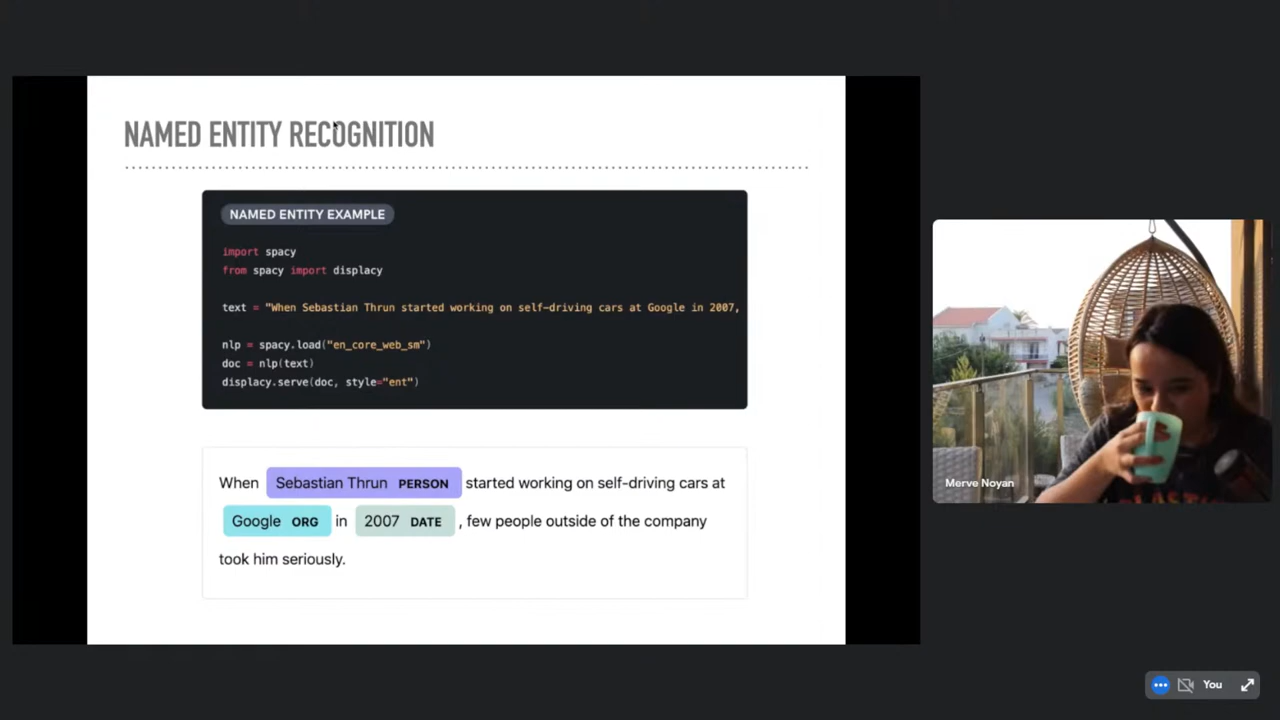 NAMED ENTITY RECOGNITION
NAMED ENTITY EXAMPLE
import spacy
from spacy import displacy
text = "When Sebastian Thrun started working on self-driving cars at Google in 2007,
nlp = spacy.load("en_core_web_sm")
doc = nlp(text)
displacy.serve(doc, style="ent")
When Sebastian Thrun PERSON started working on self-driving cars at
Google ORG in 2007 DATE , few people outside of the company
took him seriously.
Merve Noyan
You